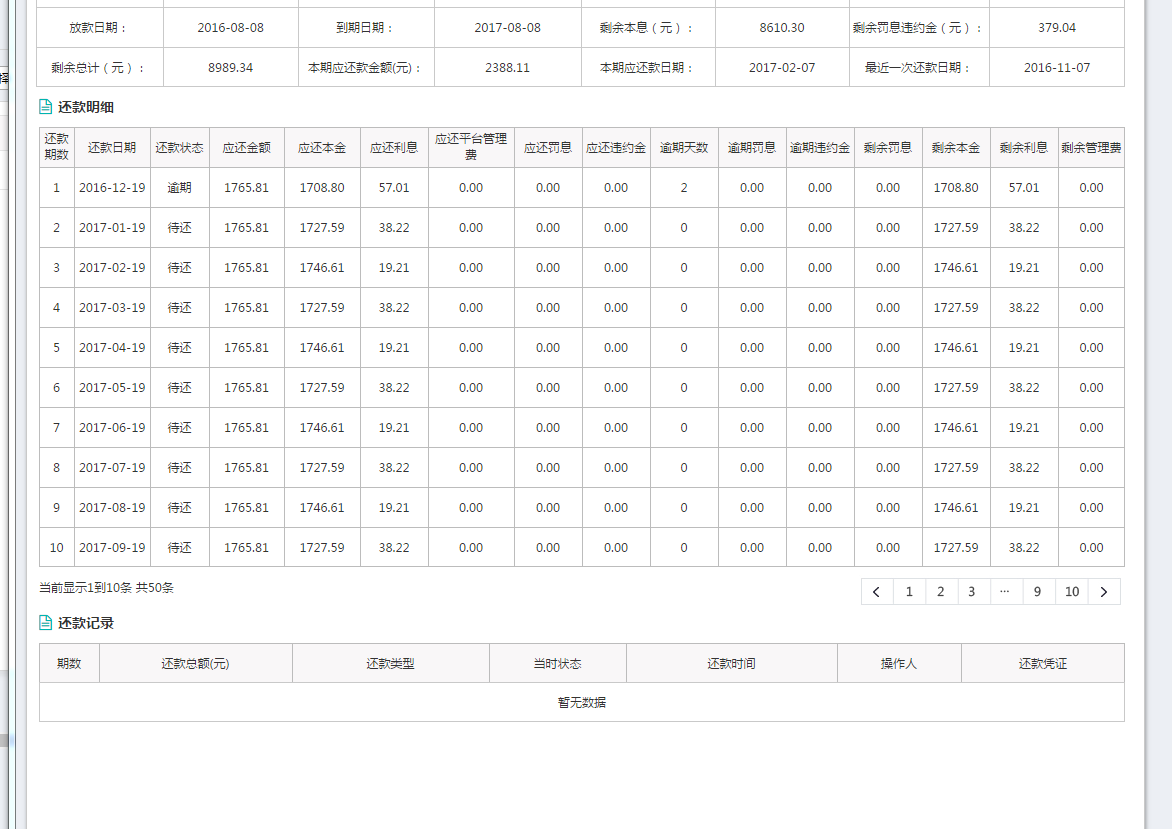 放款日期： 2016-08-08 到期日期： 2017-08-08 剩余本息（元）： 8610.30 剩余罚息违约金（元）： 379.04
剩余总计（元）： 8989.34 本期应还款金额(元)： 2388.11 本期应还款日期： 2017-02-07 最近一次还款日期： 2016-11-07
择
还款明细
还款期数 还款日期 还款状态 应还金额 应还本金 应还利息 应还平台管理费 应还罚息 应还违约金 逾期天数 逾期罚息 逾期违约金 剩余罚息 剩余本金 剩余利息 剩余管理费
1 2016-12-19 逾期 1765.81 1708.80 57.01 0.00 0.00 0.00 2 0.00 0.00 0.00 1708.80 57.01 0.00
2 2017-01-19 待还 1765.81 1727.59 38.22 0.00 0.00 0.00 0 0.00 0.00 0.00 1727.59 38.22 0.00
3 2017-02-19 待还 1765.81 1746.61 19.21 0.00 0.00 0.00 0 0.00 0.00 0.00 1746.61 19.21 0.00
4 2017-03-19 待还 1765.81 1727.59 38.22 0.00 0.00 0.00 0 0.00 0.00 0.00 1727.59 38.22 0.00
5 2017-04-19 待还 1765.81 1746.61 19.21 0.00 0.00 0.00 0 0.00 0.00 0.00 1746.61 19.21 0.00
6 2017-05-19 待还 1765.81 1727.59 38.22 0.00 0.00 0.00 0 0.00 0.00 0.00 1727.59 38.22 0.00
7 2017-06-19 待还 1765.81 1746.61 19.21 0.00 0.00 0.00 0 0.00 0.00 0.00 1746.61 19.21 0.00
8 2017-07-19 待还 1765.81 1727.59 38.22 0.00 0.00 0.00 0 0.00 0.00 0.00 1727.59 38.22 0.00
9 2017-08-19 待还 1765.81 1746.61 19.21 0.00 0.00 0.00 0 0.00 0.00 0.00 1746.61 19.21 0.00
10 2017-09-19 待还 1765.81 1727.59 38.22 0.00 0.00 0.00 0 0.00 0.00 0.00 1727.59 38.22 0.00
当前显示1到10条 共50条 1 2 3 ··· 9 10
还款记录
期数 还款总额(元) 还款类型 当时状态 还款时间 操作人 还款凭证
暂无数据